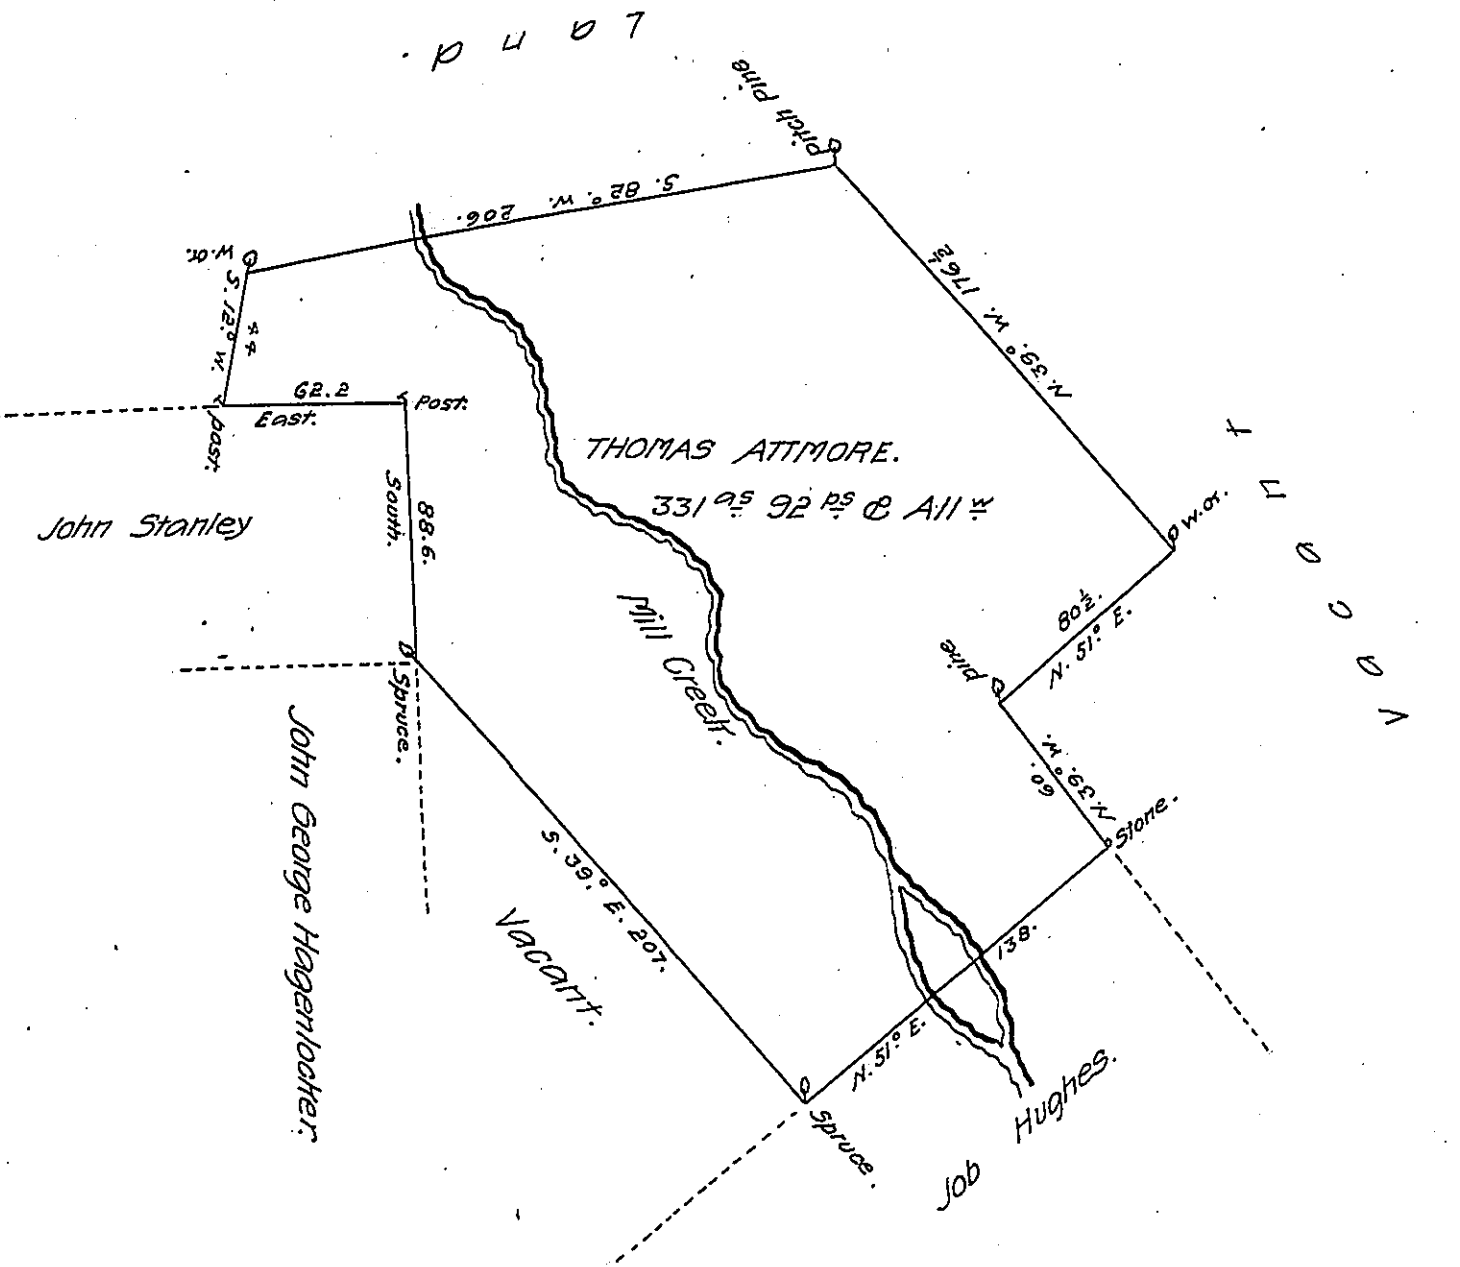 Land.
Pitch Pine
S. 82° W. 206.
W.O.
S. 12° W.
44
N. 39° W. 176½
62.2
East.
Post.
post.
THOMAS ATTMORE.
331 as 92 ps & All w
Vacant
W.O.
John Stanley
88.6.
South.
80½.
N. 51° E.
Mill Creek.
pine
Spruce.
N. 39° W.
60.
Stone.
John George Hagenlocker.
S. 39° E. 207.
Vacant.
138.
N. 51° E.
Spruce.
Job Hughes.